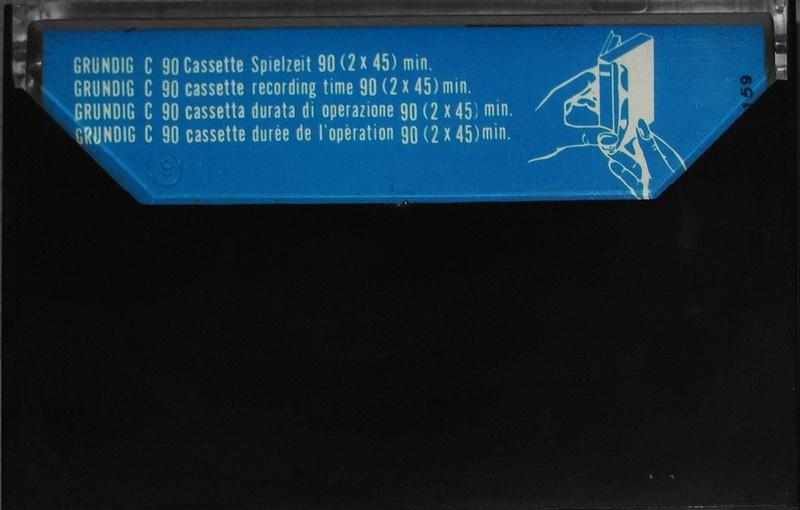 GRUNDIG C 90 Cassette Spielzeit 90 (2 x 45) min.
GRUNDIG C 90 cassette recording time 90 (2 x 45) min.
GRUNDIG C 90 cassetta durata di operazione 90 (2 x 45) min.
GRUNDIG C 90 cassette durée de l'opération 90 (2 x 45) min.
159
9